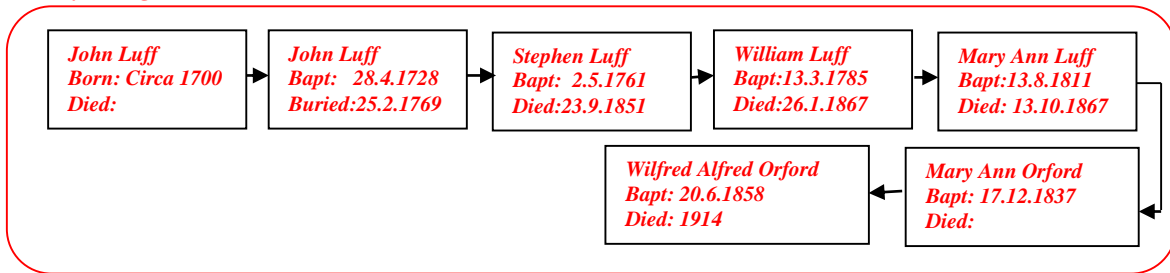 John Luff
Born: Circa 1700
Died:
John Luff
Bapt: 28.4.1728
Buried:25.2.1769
Stephen Luff
Bapt: 2.5.1761
Died:23.9.1851
William Luff
Bapt:13.3.1785
Died:26.1.1867
Mary Ann Luff
Bapt:13.8.1811
Died: 13.10.1867
Mary Ann Orford
Bapt: 17.12.1837
Died:
Wilfred Alfred Orford
Bapt: 20.6.1858
Died: 1914